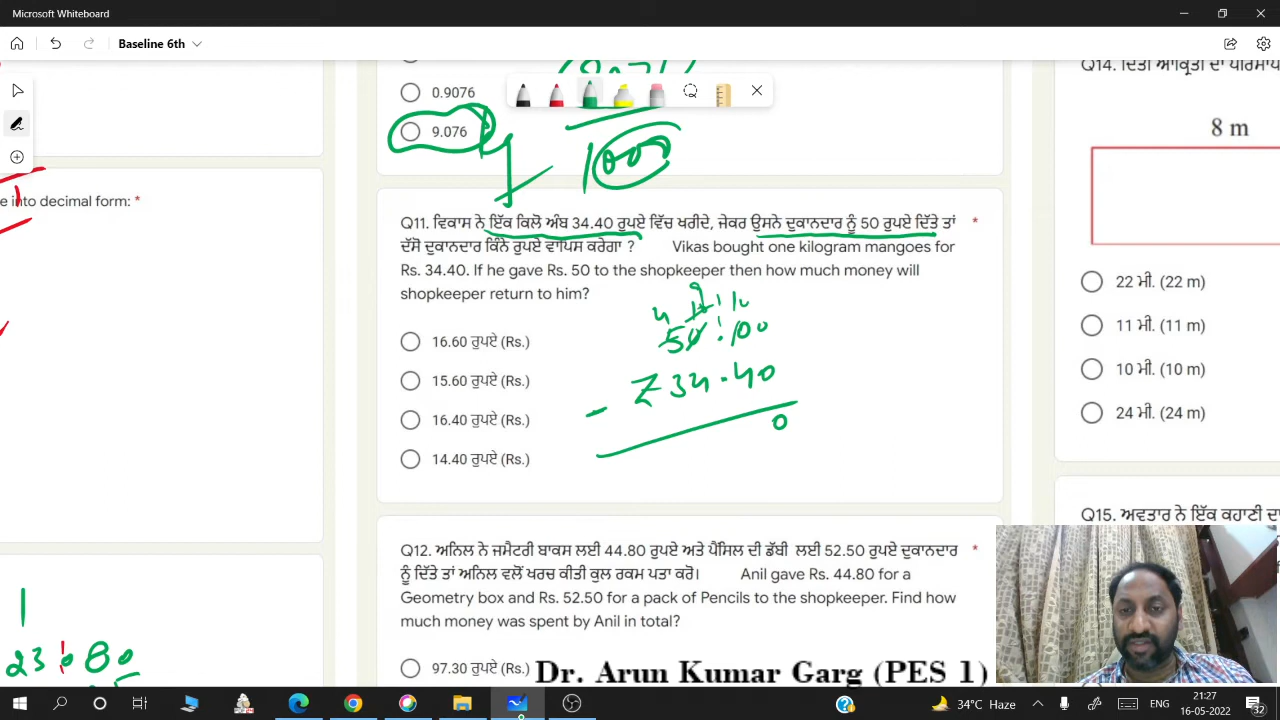 Microsoft Whiteboard
Baseline 6th
0.9076
9.076
1000
e into decimal form: *
Q11. ਵਿਕਾਸ ਨੇ ਇੱਕ ਕਿਲੋ ਅੰਬ 34.40 ਰੁਪਏ ਵਿੱਚ ਖਰੀਦੇ, ਜੇਕਰ ਉਸਨੇ ਦੁਕਾਨਦਾਰ ਨੂੰ 50 ਰੁਪਏ ਦਿੱਤੇ ਤਾਂ *
ਦੱਸੋ ਦੁਕਾਨਦਾਰ ਕਿੰਨੇ ਰੁਪਏ ਵਾਪਿਸ ਕਰੇਗਾ ? Vikas bought one kilogram mangoes for
Rs. 34.40. If he gave Rs. 50 to the shopkeeper then how much money will
shopkeeper return to him?
16.60 ਰੁਪਏ (Rs.)
15.60 ਰੁਪਏ (Rs.)
16.40 ਰੁਪਏ (Rs.)
14.40 ਰੁਪਏ (Rs.)
50.00
34.40
0
Q12. ਅਨਿਲ ਨੇ ਜਮੈਟਰੀ ਬਾਕਸ ਲਈ 44.80 ਰੁਪਏ ਅਤੇ ਪੈਂਸਿਲ ਦੀ ਡੱਬੀ ਲਈ 52.50 ਰੁਪਏ ਦੁਕਾਨਦਾਰ *
ਨੂੰ ਦਿੱਤੇ ਤਾਂ ਅਨਿਲ ਵਲੋਂ ਖਰਚ ਕੀਤੀ ਕੁਲ ਰਕਮ ਪਤਾ ਕਰੋ। Anil gave Rs. 44.80 for a
Geometry box and Rs. 52.50 for a pack of Pencils to the shopkeeper. Find how
much money was spent by Anil in total?
97.30 ਰੁਪਏ (Rs.)
Q14. ਦਿੱਤੀ ਆਕ੍ਰਿਤੀ ਦਾ ਪਰਿਮਾਪ
8 m
22 ਮੀ. (22 m)
11 ਮੀ. (11 m)
10 ਮੀ. (10 m)
24 ਮੀ. (24 m)
Q15. ਅਵਤਾਰ ਨੇ ਇੱਕ ਕਹਾਣੀ ਦਾ
Dr. Arun Kumar Garg (PES 1)
34°C Haze
ENG
21:27
16-05-2022
32